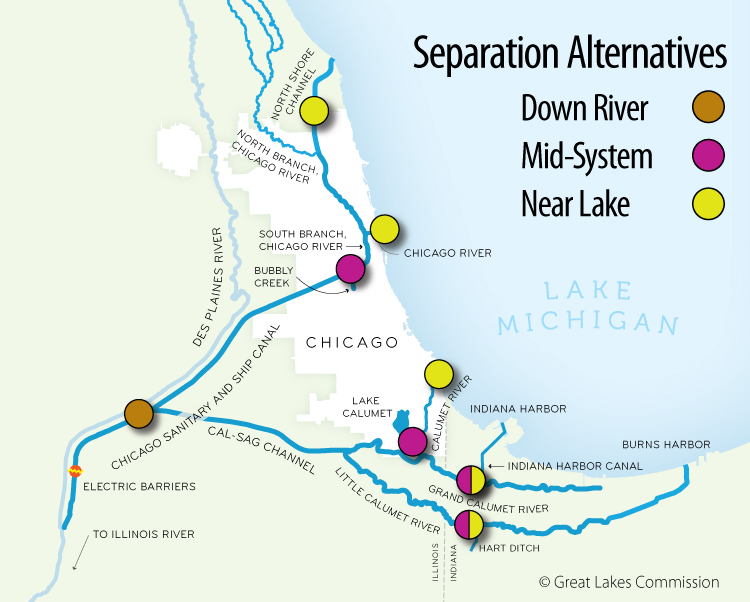 Separation Alternatives
Down River
Mid-System
Near Lake
NORTH SHORE
CHANNEL
NORTH BRANCH,
CHICAGO RIVER
SOUTH BRANCH,
CHICAGO RIVER
CHICAGO RIVER
BUBBLY
CREEK
DES PLAINES RIVER
LAKE
MICHIGAN
CHICAGO
CHICAGO SANITARY AND SHIP CANAL
LAKE
CALUMET
CALUMET RIVER
INDIANA HARBOR
CAL-SAG CHANNEL
BURNS HARBOR
INDIANA HARBOR CANAL
ELECTRIC BARRIERS
GRAND CALUMET RIVER
LITTLE CALUMET RIVER
TO ILLINOIS RIVER
HART DITCH
ILLINOIS
INDIANA
© Great Lakes Commission